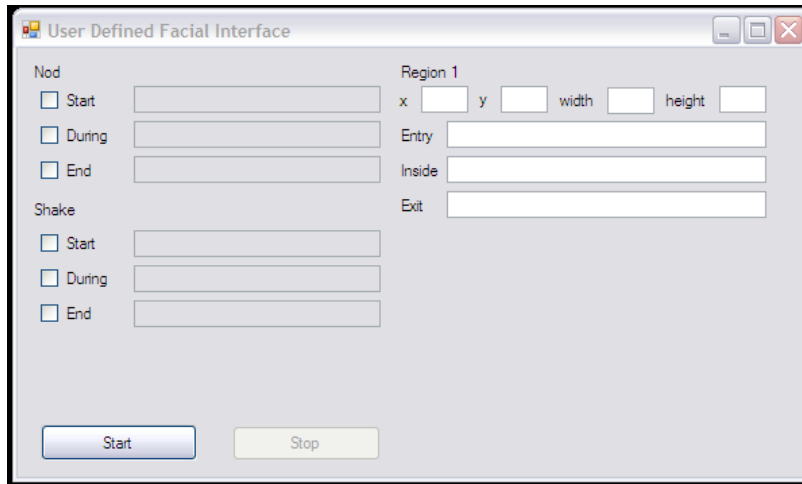 User Defined Facial Interface
Nod
Start
During
End
Shake
Start
During
End
Region 1
x y width height
Entry
Inside
Exit
Start
Stop